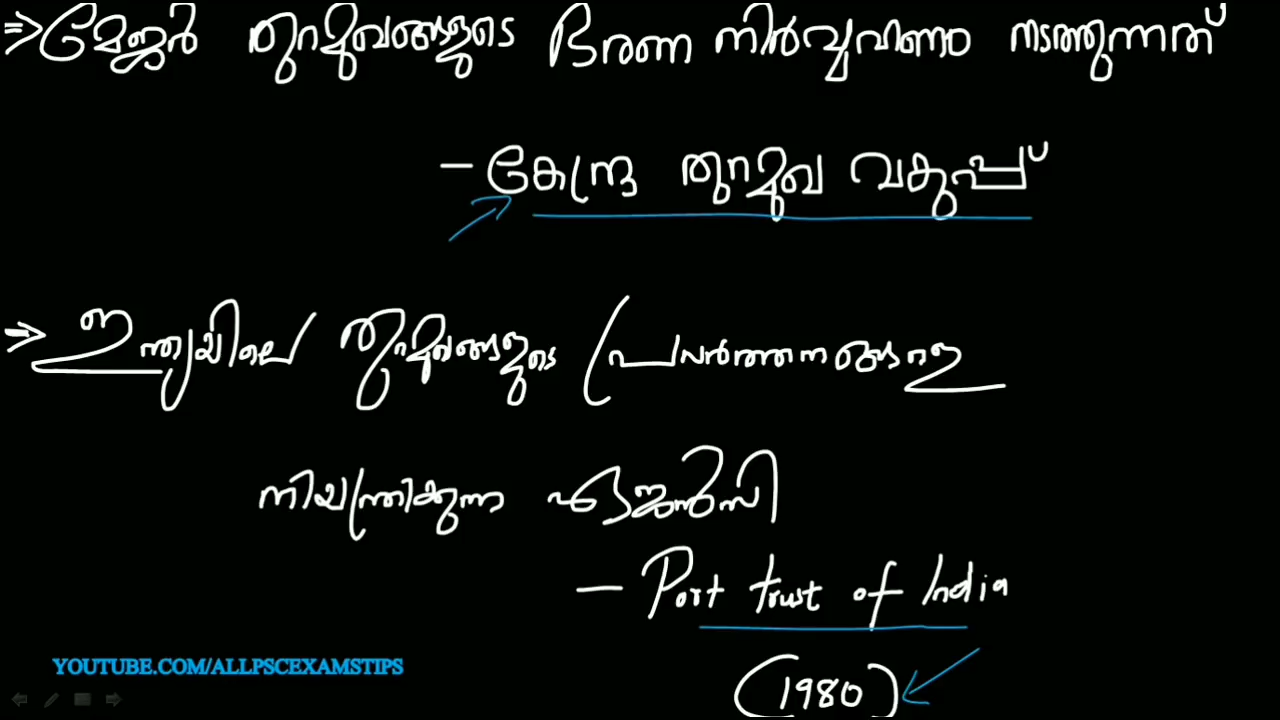 ⇒ മേജർ തുറമുഖങ്ങളുടെ ഭരണ നിർവ്വഹണം നടത്തുന്നത്
- കേന്ദ്ര തുറമുഖ വകുപ്പ്
⇒ ഇന്ത്യയിലെ തുറമുഖങ്ങളുടെ പ്രവർത്തനങ്ങളെ
നിയന്ത്രിക്കുന്ന ഏജൻസി
- Port trust of India
(1980)
YOUTUBE.COM/ALLPSCEXAMSTIPS